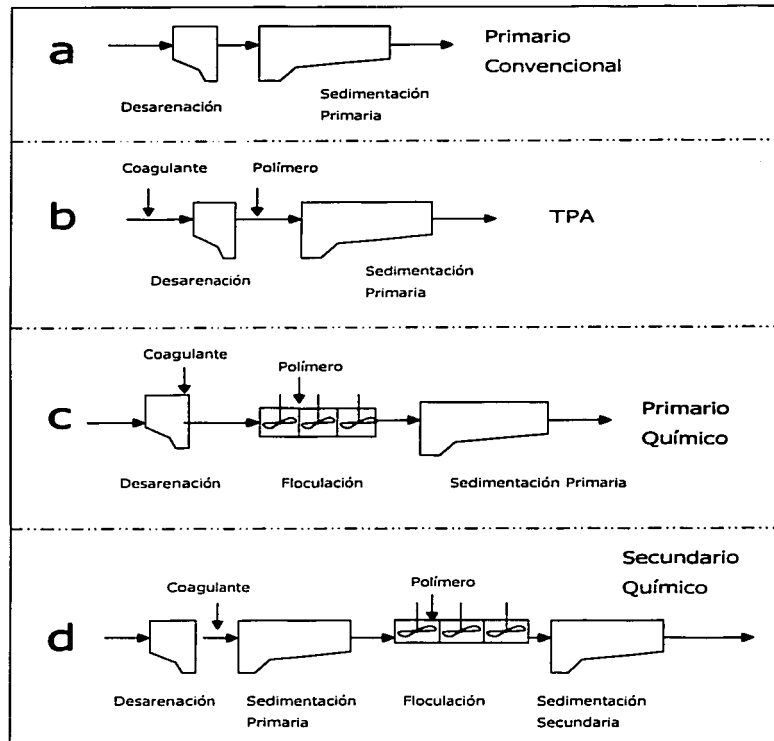 a
Primario
Convencional
Desarenación
Sedimentación
Primaria
Coagulante
Polímero
b
TPA
Desarenación
Sedimentación
Primaria
Coagulante
Polímero
c
Primario
Químico
Desarenación
Floculación
Sedimentación Primaria
Secundario
Químico
Coagulante
Polímero
d
Desarenación
Sedimentación
Primaria
Floculación
Sedimentación
Secundaria